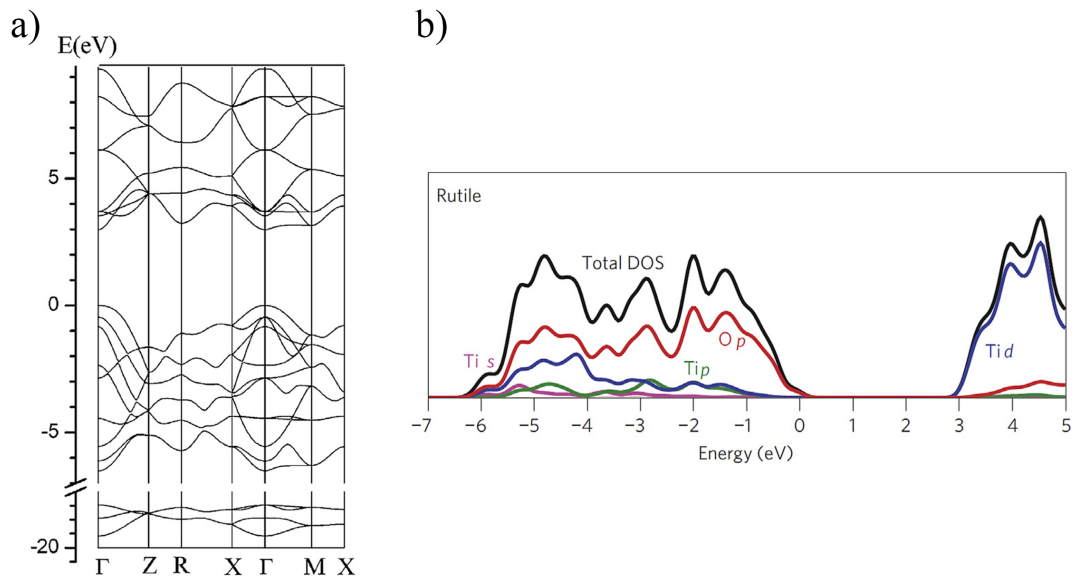 a)
E(eV)
5
0
-5
-20
Γ Z R X Γ M X
b)
Rutile
Total DOS
Ti s
O p
Ti p
Ti d
−7 −6 −5 −4 −3 −2 −1 0 1 2 3 4 5
Energy (eV)